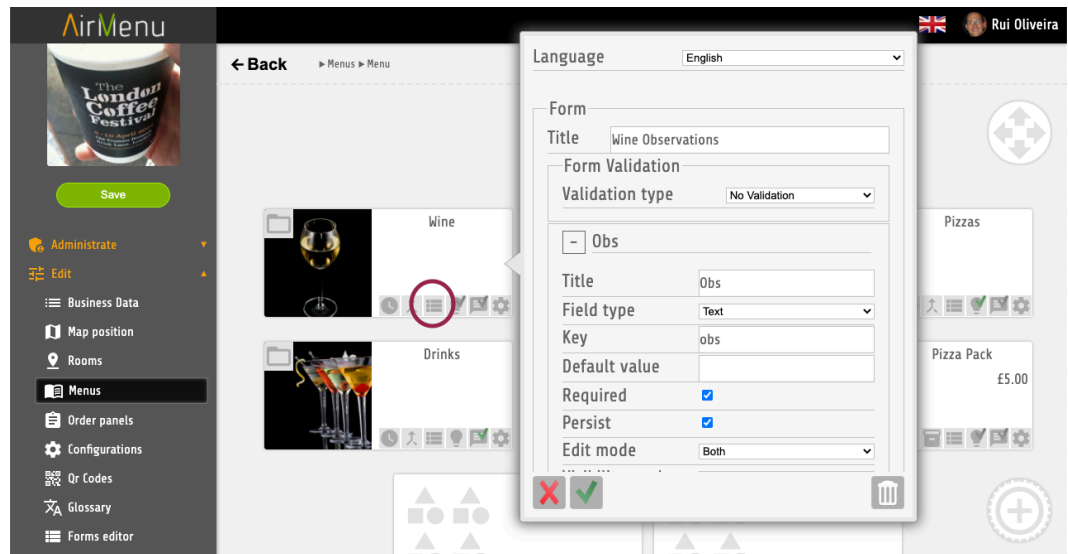 AirMenu
Rui Oliveira
The
London
Coffee
Festival
Save
Administrate
Edit
Business Data
Map position
Rooms
Menus
Order panels
Configurations
Qr Codes
Glossary
Forms editor
Back
Menus Menu
Wine
Drinks
Pizzas
Pizza Pack
£5.00
Language English
Form
Title Wine Observations
Form Validation
Validation type No Validation
- Obs
Title Obs
Field type Text
Key obs
Default value
Required
Persist
Edit mode Both